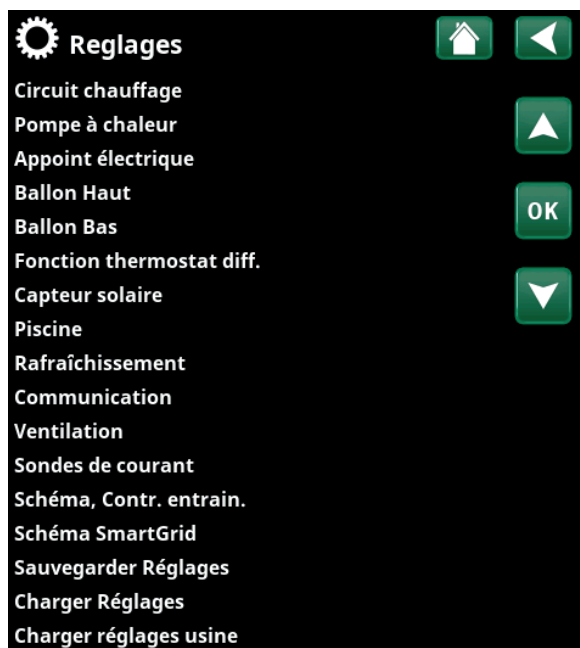 Reglages
Circuit chauffage
Pompe à chaleur
Appoint électrique
Ballon Haut
OK
Ballon Bas
Fonction thermostat diff.
Capteur solaire
Piscine
Rafraîchissement
Communication
Ventilation
Sondes de courant
Schéma, Contr. entrain.
Schéma SmartGrid
Sauvegarder Réglages
Charger Réglages
Charger réglages usine